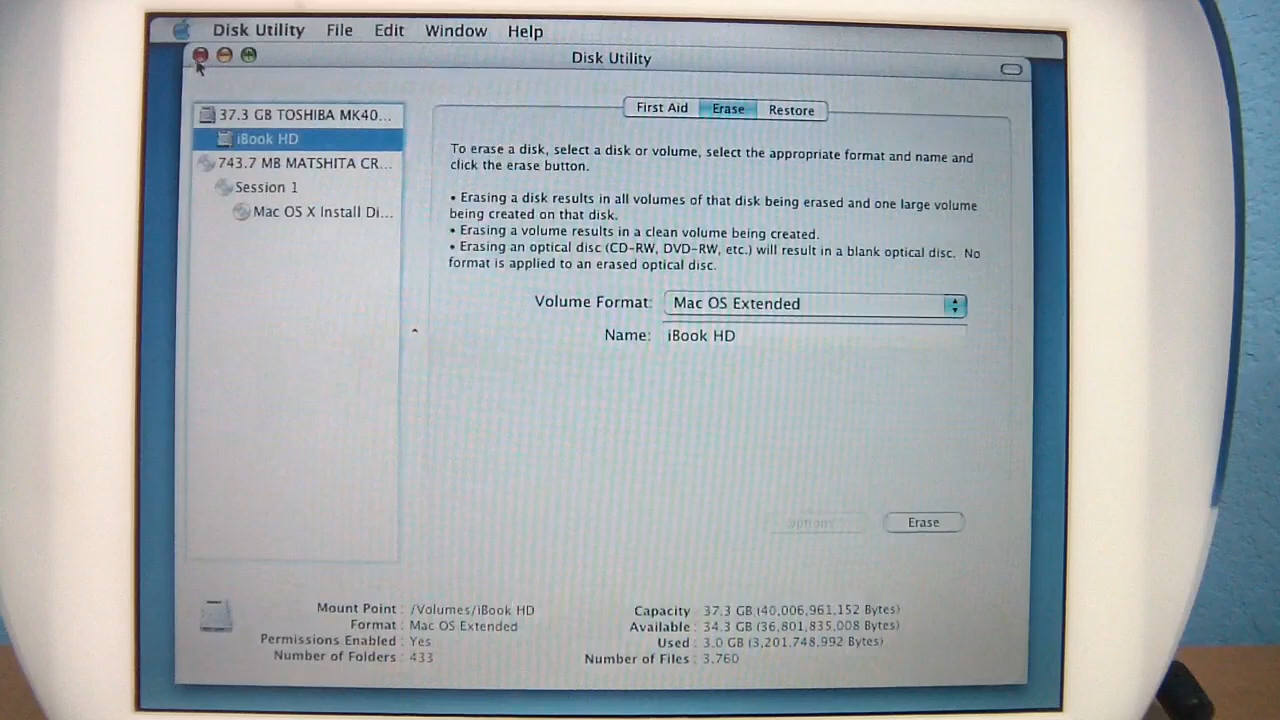 Disk Utility File Edit Window Help
Disk Utility
37.3 GB TOSHIBA MK40...
iBook HD
743.7 MB MATSHITA CR...
Session 1
Mac OS X Install Di...
First Aid Erase Restore
To erase a disk, select a disk or volume, select the appropriate format and name and
click the erase button.
• Erasing a disk results in all volumes of that disk being erased and one large volume
being created on that disk.
• Erasing a volume results in a clean volume being created.
• Erasing an optical disc (CD-RW, DVD-RW, etc.) will result in a blank optical disc. No
format is applied to an erased optical disc.
Volume Format: Mac OS Extended
Name: iBook HD
Options Erase
Mount Point : /Volumes/iBook HD
Format : Mac OS Extended
Permissions Enabled : Yes
Number of Folders : 433
Capacity : 37.3 GB (40,006,961,152 Bytes)
Available : 34.3 GB (36,801,835,008 Bytes)
Used : 3.0 GB (3,201,748,992 Bytes)
Number of Files : 3,760